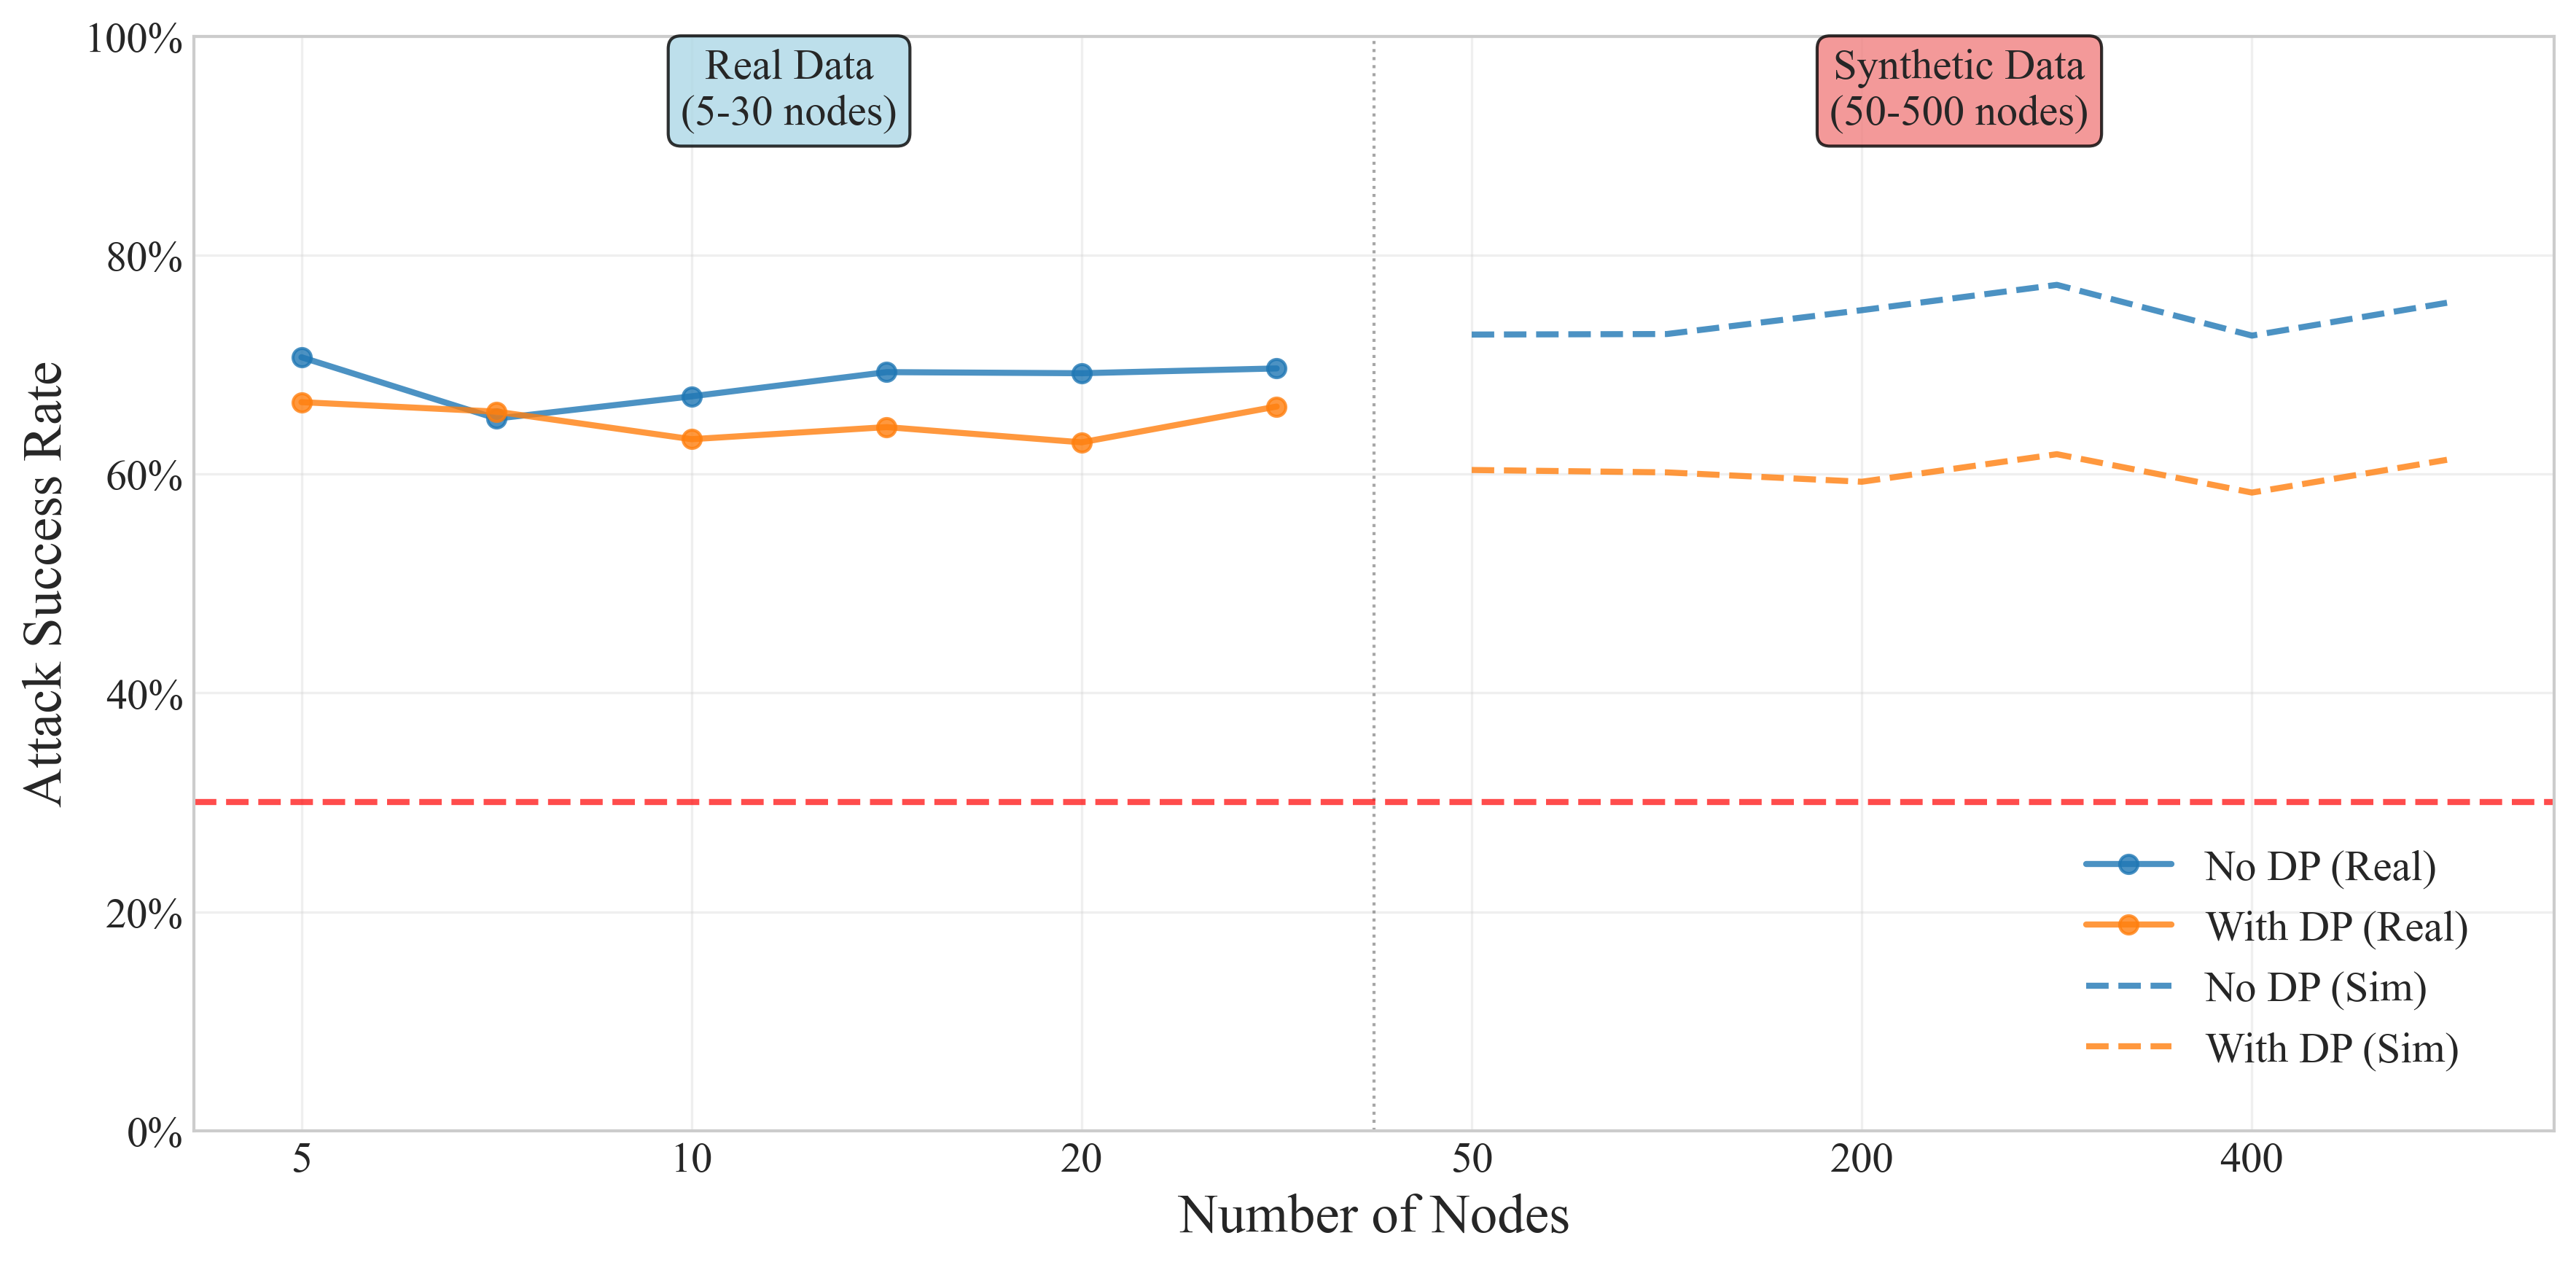 Real Data
(5-30 nodes)
Synthetic Data
(50-500 nodes)
100%
80%
60%
40%
20%
0%
Attack Success Rate
No DP (Real)
With DP (Real)
No DP (Sim)
With DP (Sim)
5
10
20
50
200
400
Number of Nodes